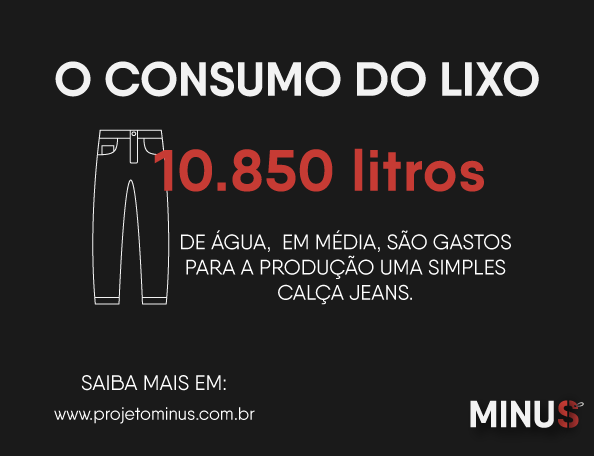 O CONSUMO DO LIXO
10.850 litros
DE ÁGUA, EM MÉDIA, SÃO GASTOS
PARA A PRODUÇÃO UMA SIMPLES
CALÇA JEANS.
SAIBA MAIS EM:
www.projetominus.com.br
MINUS